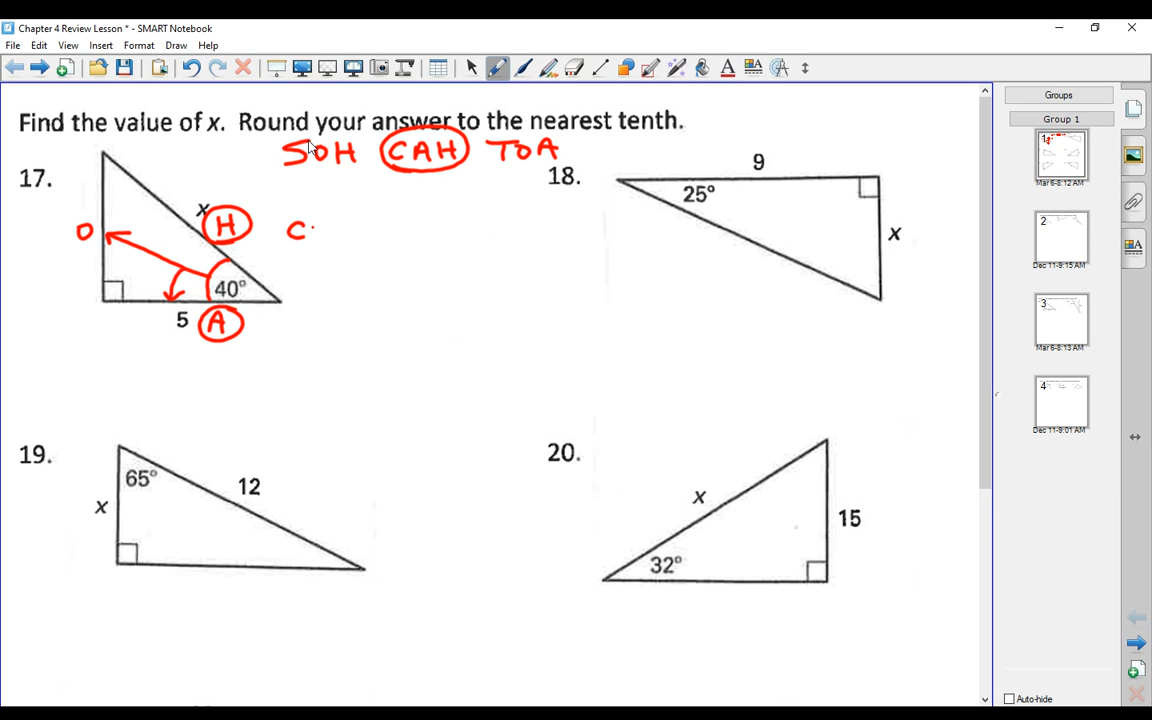 Chapter 4 Review Lesson * - SMART Notebook
File Edit View Insert Format Draw Help
Groups
Group 1
Find the value of x. Round your answer to the nearest tenth.
SOH CAH TOA
17.
x
H
O
C
40°
5
A
18.
9
25°
x
19.
65°
12
x
20.
x
15
32°
1
Mar 6-8:12 AM
2
Dec 11-9:15 AM
3
Mar 6-8:13 AM
4
Dec 11-9:01 AM
Auto-hide